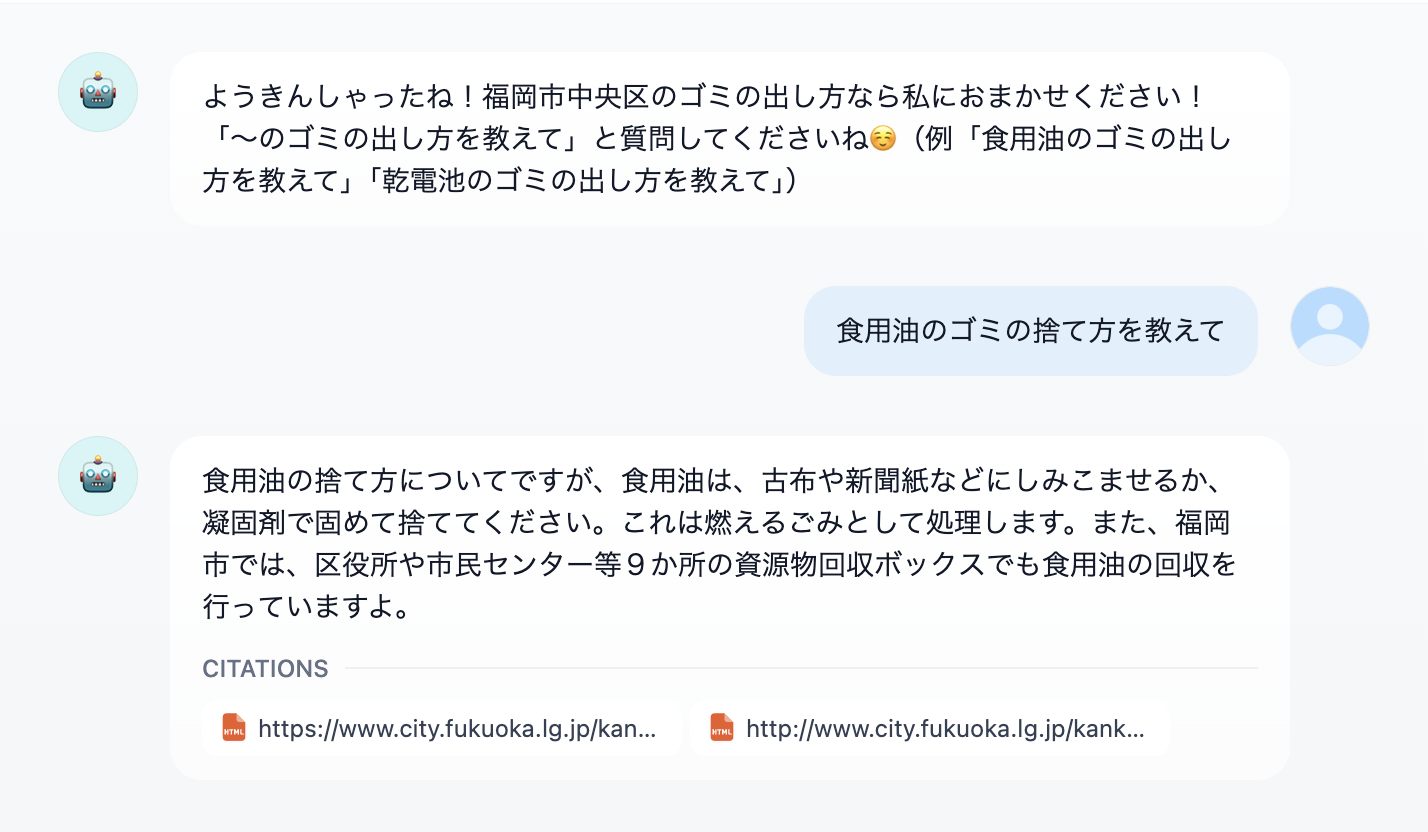 ようきんしゃったね！福岡市中央区のゴミの出し方なら私におまかせください！
「〜のゴミの出し方を教えて」と質問してくださいね☺️（例「食用油のゴミの出し
方を教えて」「乾電池のゴミの出し方を教えて」）
食用油のゴミの捨て方を教えて
食用油の捨て方についてですが、食用油は、古布や新聞紙などにしみこませるか、
凝固剤で固めて捨ててください。これは燃えるごみとして処理します。また、福岡
市では、区役所や市民センター等９か所の資源物回収ボックスでも食用油の回収を
行っていますよ。
CITATIONS
HTML https://www.city.fukuoka.lg.jp/kan... HTML http://www.city.fukuoka.lg.jp/kank...